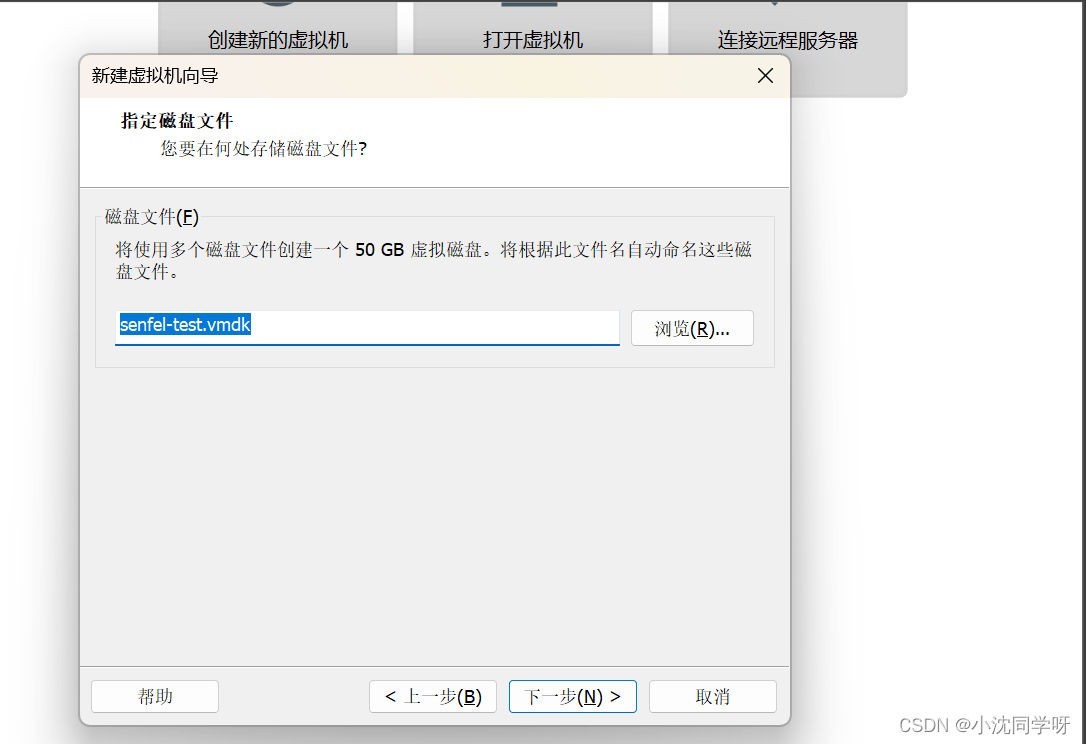 创建新的虚拟机
打开虚拟机
连接远程服务器
新建虚拟机向导
指定磁盘文件
您要在何处存储磁盘文件?
磁盘文件(F)
将使用多个磁盘文件创建一个 50 GB 虚拟磁盘。将根据此文件名自动命名这些磁
盘文件。
senfel-test.vmdk
浏览(R)...
帮助
< 上一步(B)
下一步(N) >
取消
CSDN @小沈同学呀